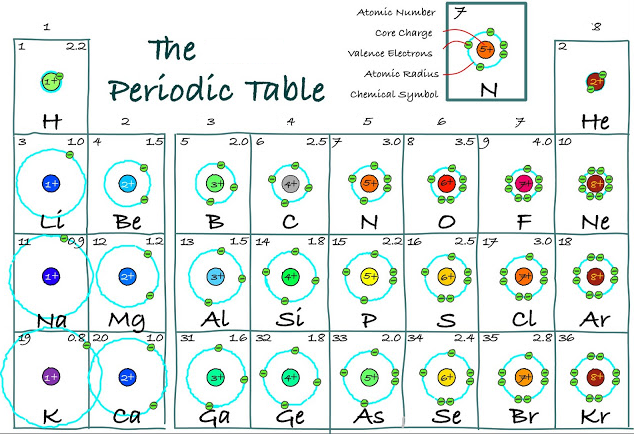 The
Periodic Table
Atomic Number
Core Charge
Valence Electrons
Atomic Radius
Chemical Symbol
7
5+
N
1
8
1 2.2
1+
H
2
2+
He
2
3
4
5
6
7
3 1.0
4 1.5
5 2.0
6 2.5
7 3.0
8 3.5
9 4.0
10
1+ 2+ 3+ 4+ 5+ 6+ 7+ 8+
Li Be B C N O F Ne
11 0.9
12 1.2
13 1.5
14 1.8
15 2.2
16 2.5
17 3.0
18
1+ 2+ 3+ 4+ 5+ 6+ 7+ 8+
Na Mg Al Si P S Cl Ar
19 0.8
20 1.0
31 1.6
32 1.8
33 2.0
34 2.4
35 2.8
36
1+ 2+ 3+ 4+ 5+ 6+ 7+ 8+
K Ca Ga Ge As Se Br Kr